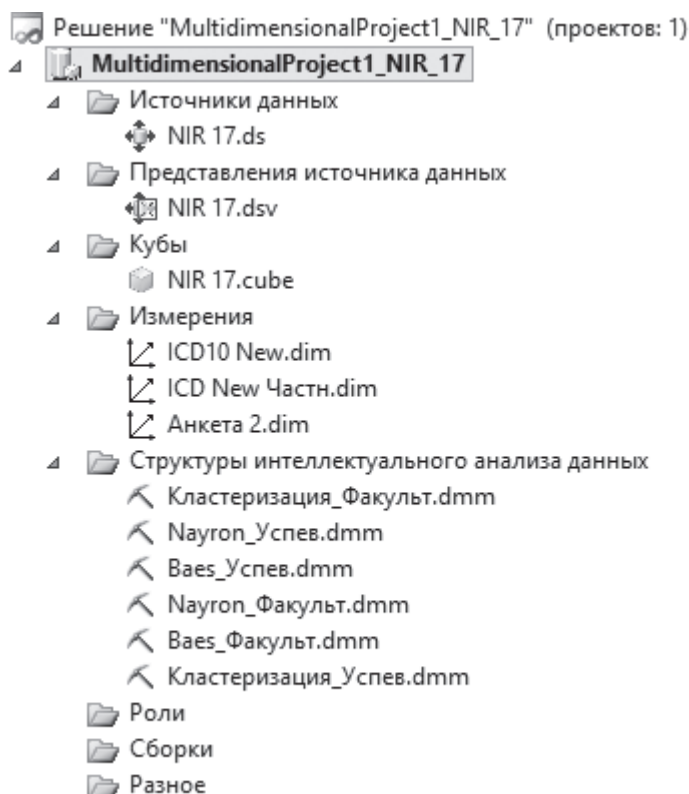 Решение "MultidimensionalProject1_NIR_17" (проектов: 1)
MultidimensionalProject1_NIR_17
Источники данных
NIR 17.ds
Представления источника данных
NIR 17.dsv
Кубы
NIR 17.cube
Измерения
ICD10 New.dim
ICD New Частн.dim
Анкета 2.dim
Структуры интеллектуального анализа данных
Кластеризация_Факульт.dmm
Nayron_Успев.dmm
Baes_Успев.dmm
Nayron_Факульт.dmm
Baes_Факульт.dmm
Кластеризация_Успев.dmm
Роли
Сборки
Разное